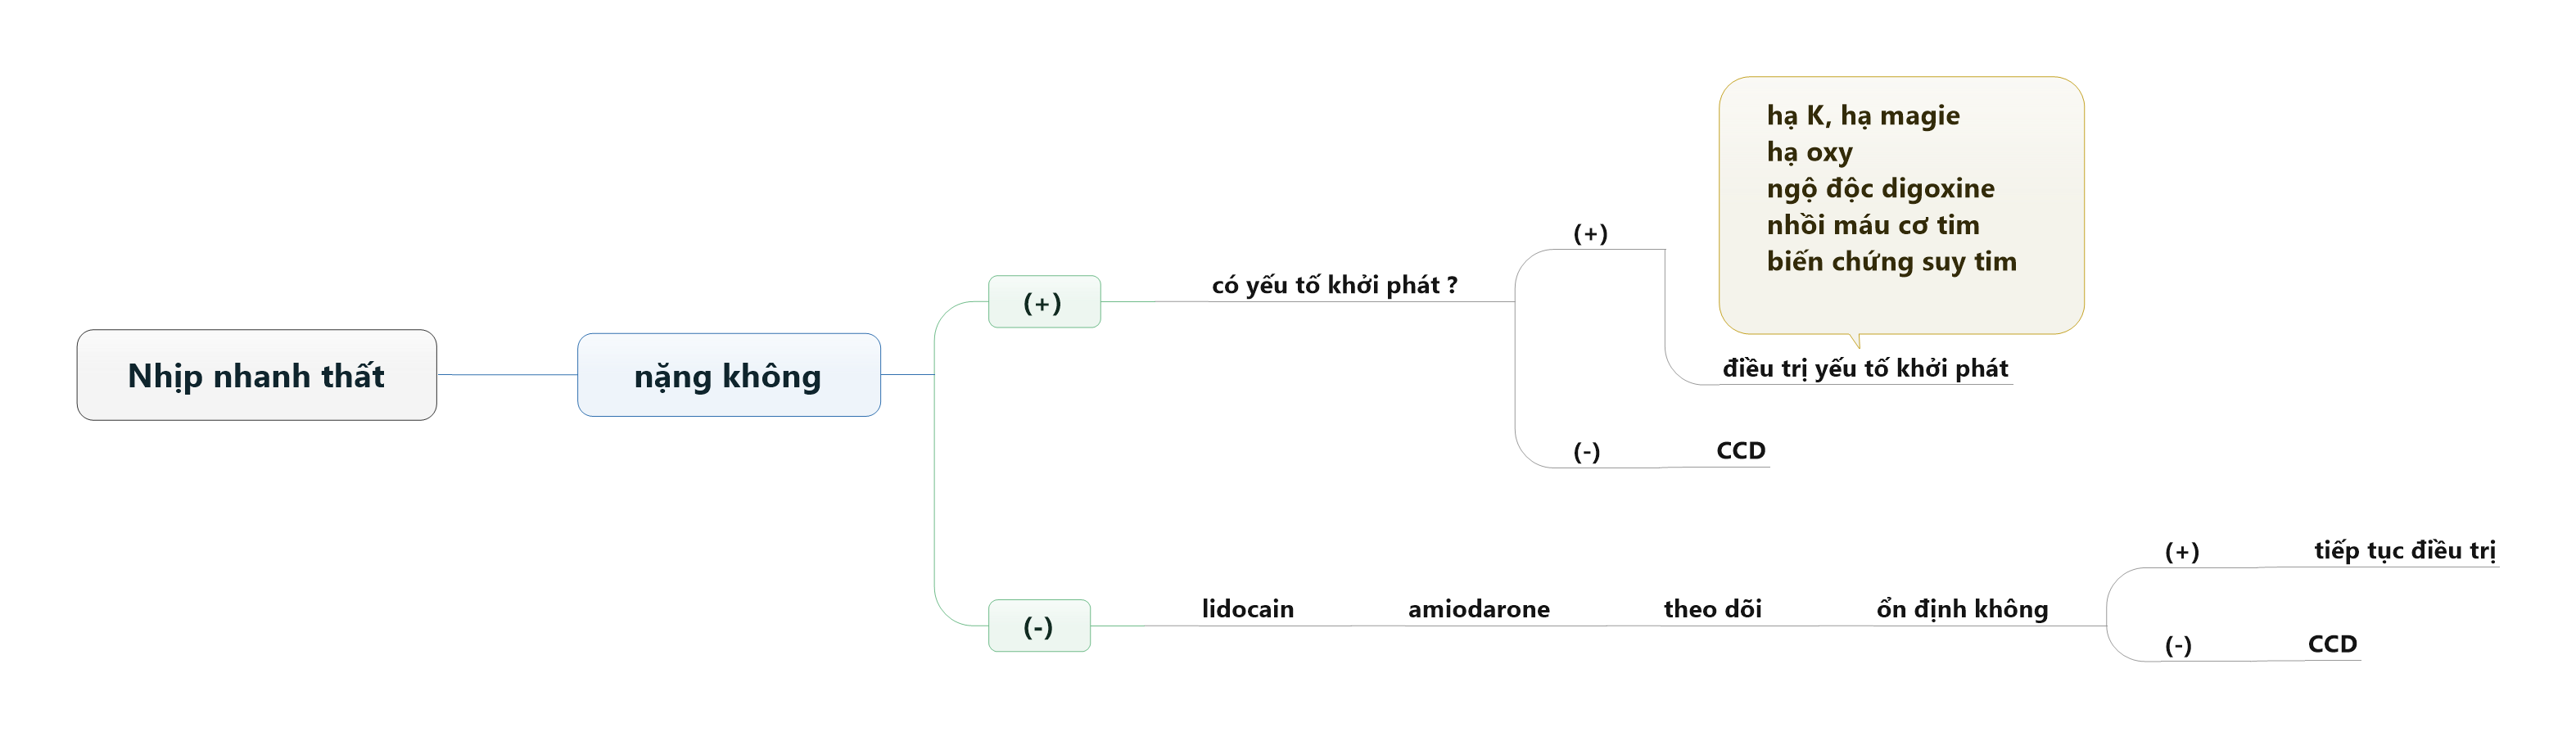 Nhịp nhanh thất
nặng không
(+)
có yếu tố khởi phát ?
(+)
hạ K, hạ magie
hạ oxy
ngộ độc digoxine
nhồi máu cơ tim
biến chứng suy tim
điều trị yếu tố khởi phát
(-)
CCD
(-)
lidocain
amiodarone
theo dõi
ổn định không
(+)
tiếp tục điều trị
(-)
CCD